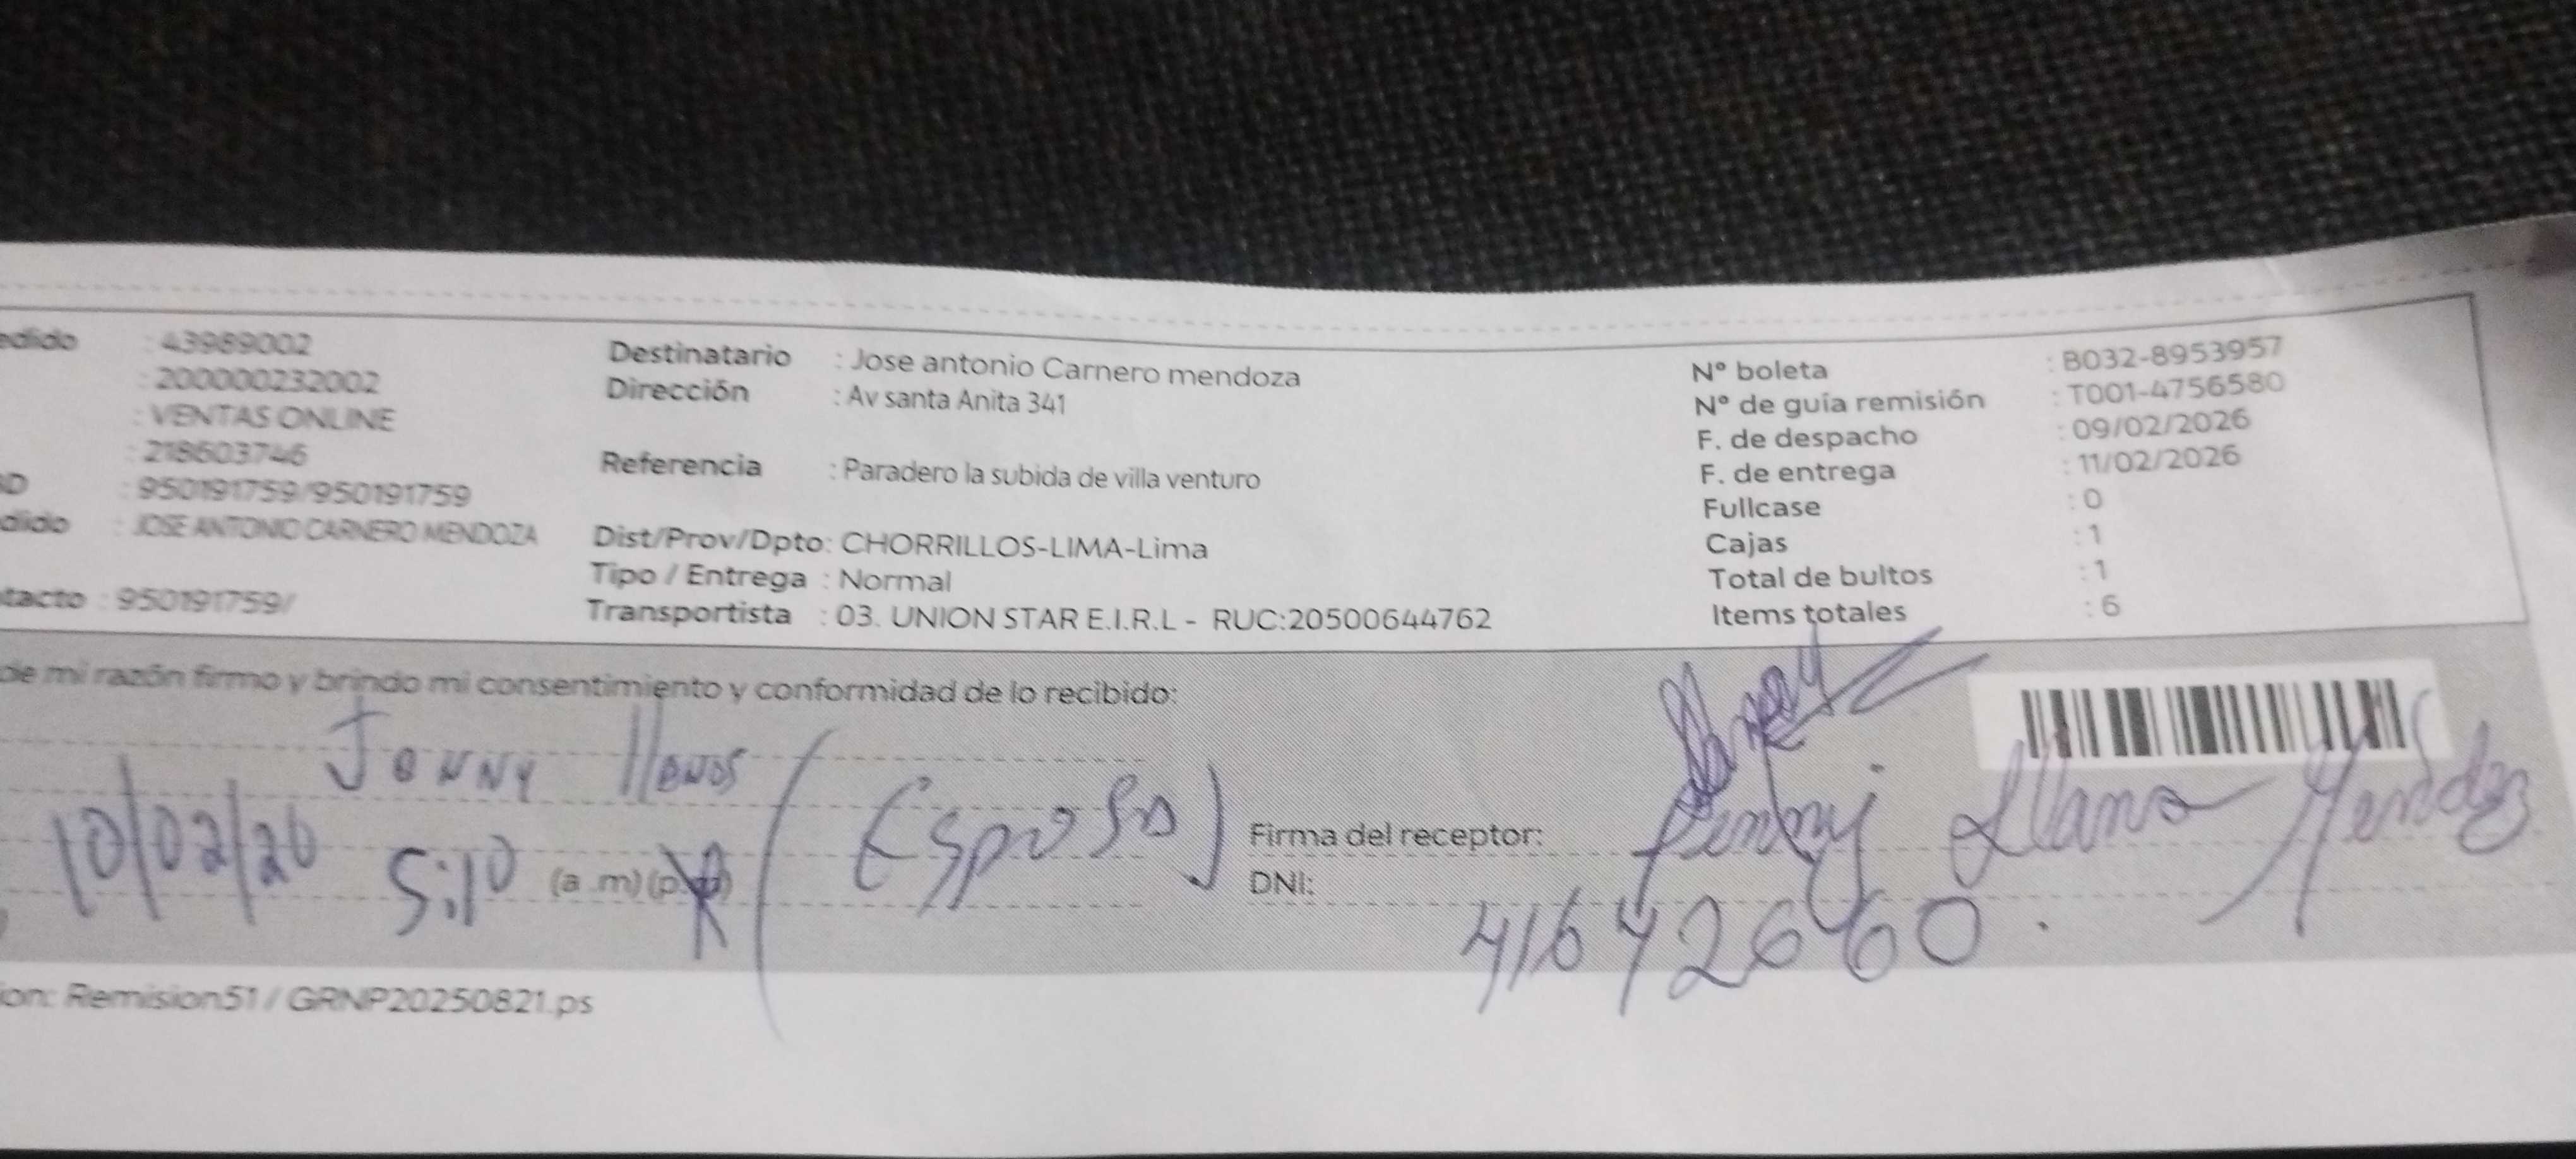 edido : 43989002
: 200000232002
: VENTAS ONLINE
: 218603746
: 950191759/950191759
dido : JOSE ANTONIO CARNERO MENDOZA
tacto : 950191759/
Destinatario : Jose antonio Carnero mendoza
Dirección : Av santa Anita 341
Referencia : Paradero la subida de villa venturo
Dist/Prov/Dpto: CHORRILLOS-LIMA-Lima
Tipo / Entrega : Normal
Transportista : 03. UNION STAR E.I.R.L - RUC:20500644762
Nº boleta : B032-8953957
Nº de guía remisión : T001-4756580
F. de despacho : 09/02/2026
F. de entrega : 11/02/2026
Fullcase : 0
Cajas : 1
Total de bultos : 1
Items totales : 6
de mi razón firmo y brindo mi consentimiento y conformidad de lo recibido:
10/02/26 5:10 (a .m) (p.
(Esposo)
Firma del receptor: Llano Mendoza
DNI: 41642660
ion: Remision51 / GRNP20250821.ps